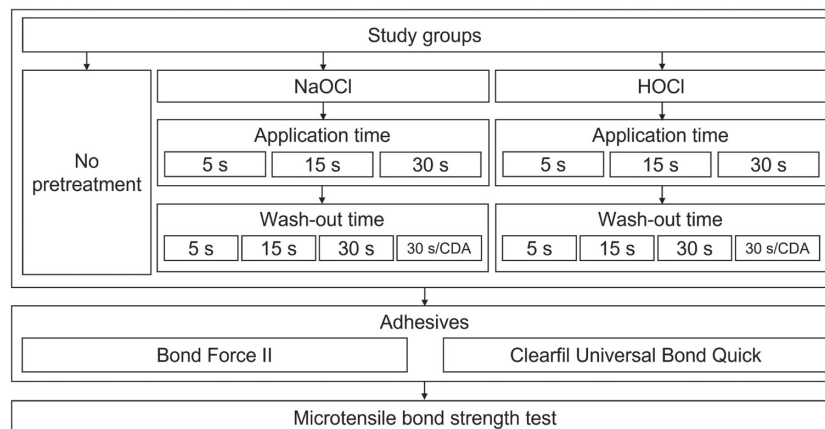 Study groups
No
pretreatment
NaOCl
Application time
5 s 15 s 30 s
Wash-out time
5 s 15 s 30 s 30 s/CDA
HOCl
Application time
5 s 15 s 30 s
Wash-out time
5 s 15 s 30 s 30 s/CDA
Adhesives
Bond Force II
Clearfil Universal Bond Quick
Microtensile bond strength test